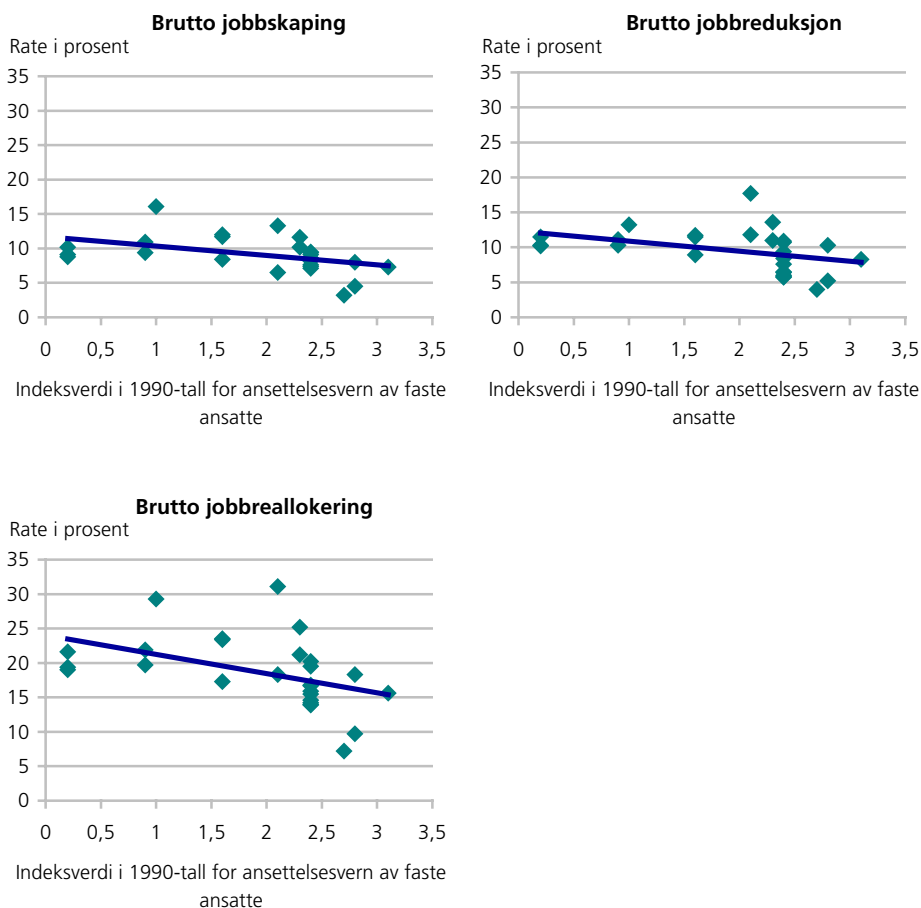 Brutto jobbskaping
Rate i prosent
35
30
25
20
15
10
5
0
0 0,5 1 1,5 2 2,5 3 3,5
Indeksverdi i 1990-tall for ansettelsesvern av faste
ansatte
Brutto jobbreduksjon
Rate i prosent
35
30
25
20
15
10
5
0
0 0,5 1 1,5 2 2,5 3 3,5
Indeksverdi i 1990-tall for ansettelsesvern av faste
ansatte
Brutto jobbreallokering
Rate i prosent
35
30
25
20
15
10
5
0
0 0,5 1 1,5 2 2,5 3 3,5
Indeksverdi i 1990-tall for ansettelsesvern av faste
ansatte